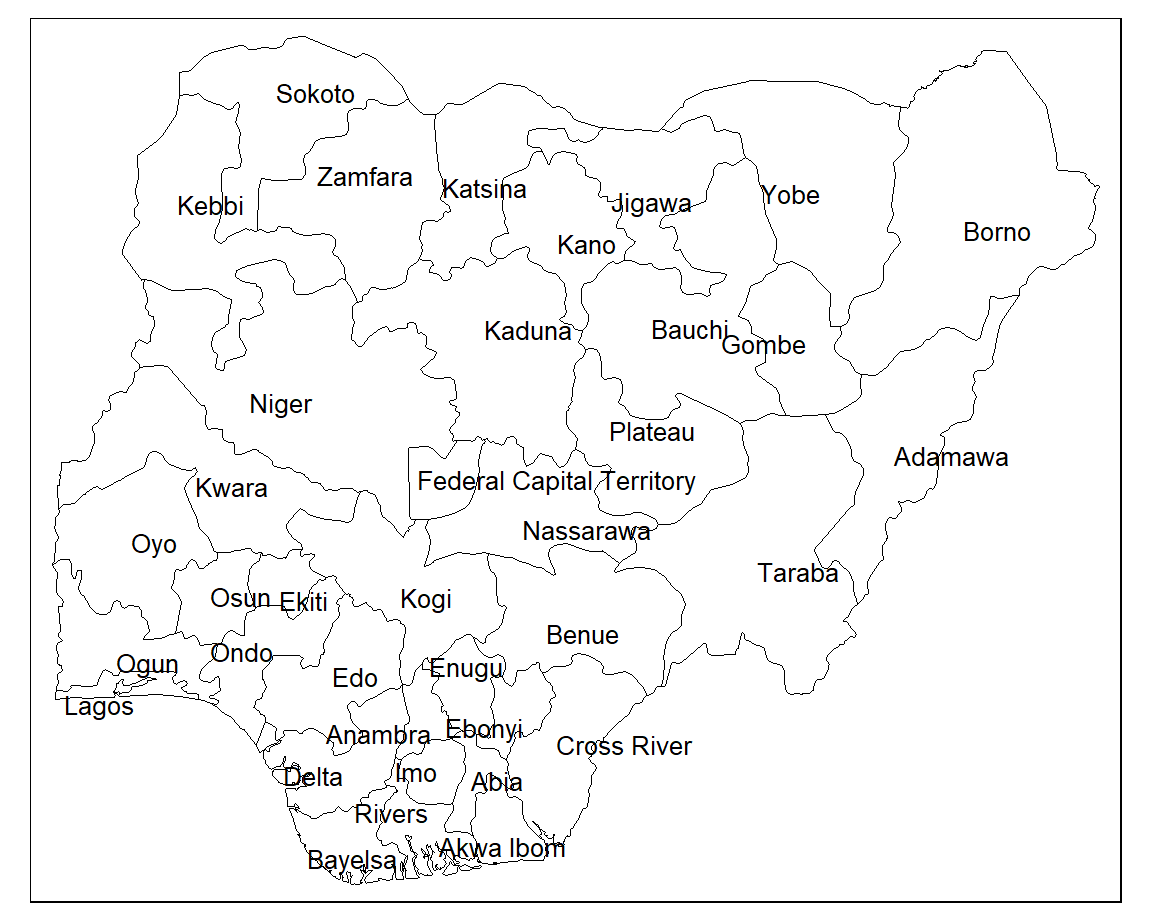 Sokoto
Zamfara
Katsina
Kebbi
Jigawa
Yobe
Borno
Kano
Kaduna
Bauchi
Gombe
Niger
Plateau
Adamawa
Federal Capital Territory
Kwara
Nassarawa
Oyo
Taraba
Osun
Ekiti
Kogi
Benue
Ondo
Ogun
Edo
Enugu
Lagos
Anambra
Ebonyi
Cross River
Delta
Imo
Abia
Rivers
Akwa Ibom
Bayelsa